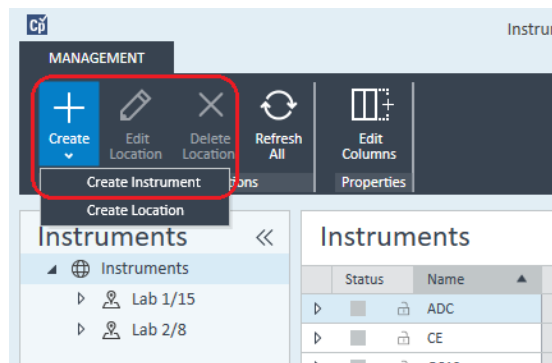 Cp
Instru
MANAGEMENT
Create
Edit
Location
Delete
Location
Refresh
All
Edit
Columns
Create Instrument
ons
Properties
Create Location
Instruments
Instruments
Instruments
Status
Name
Lab 1/15
ADC
Lab 2/8
CE